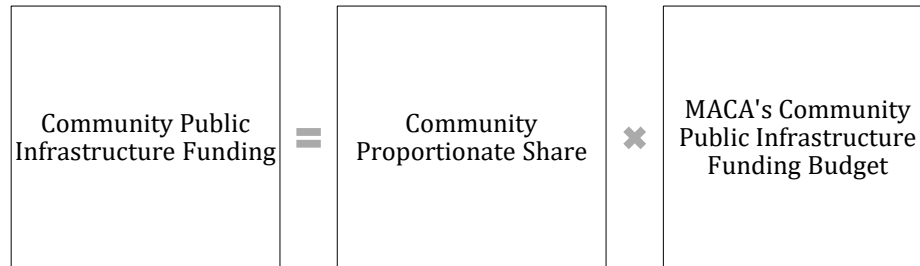 Community Public
Infrastructure Funding
=
Community
Proportionate Share
×
MACA's Community
Public Infrastructure
Funding Budget